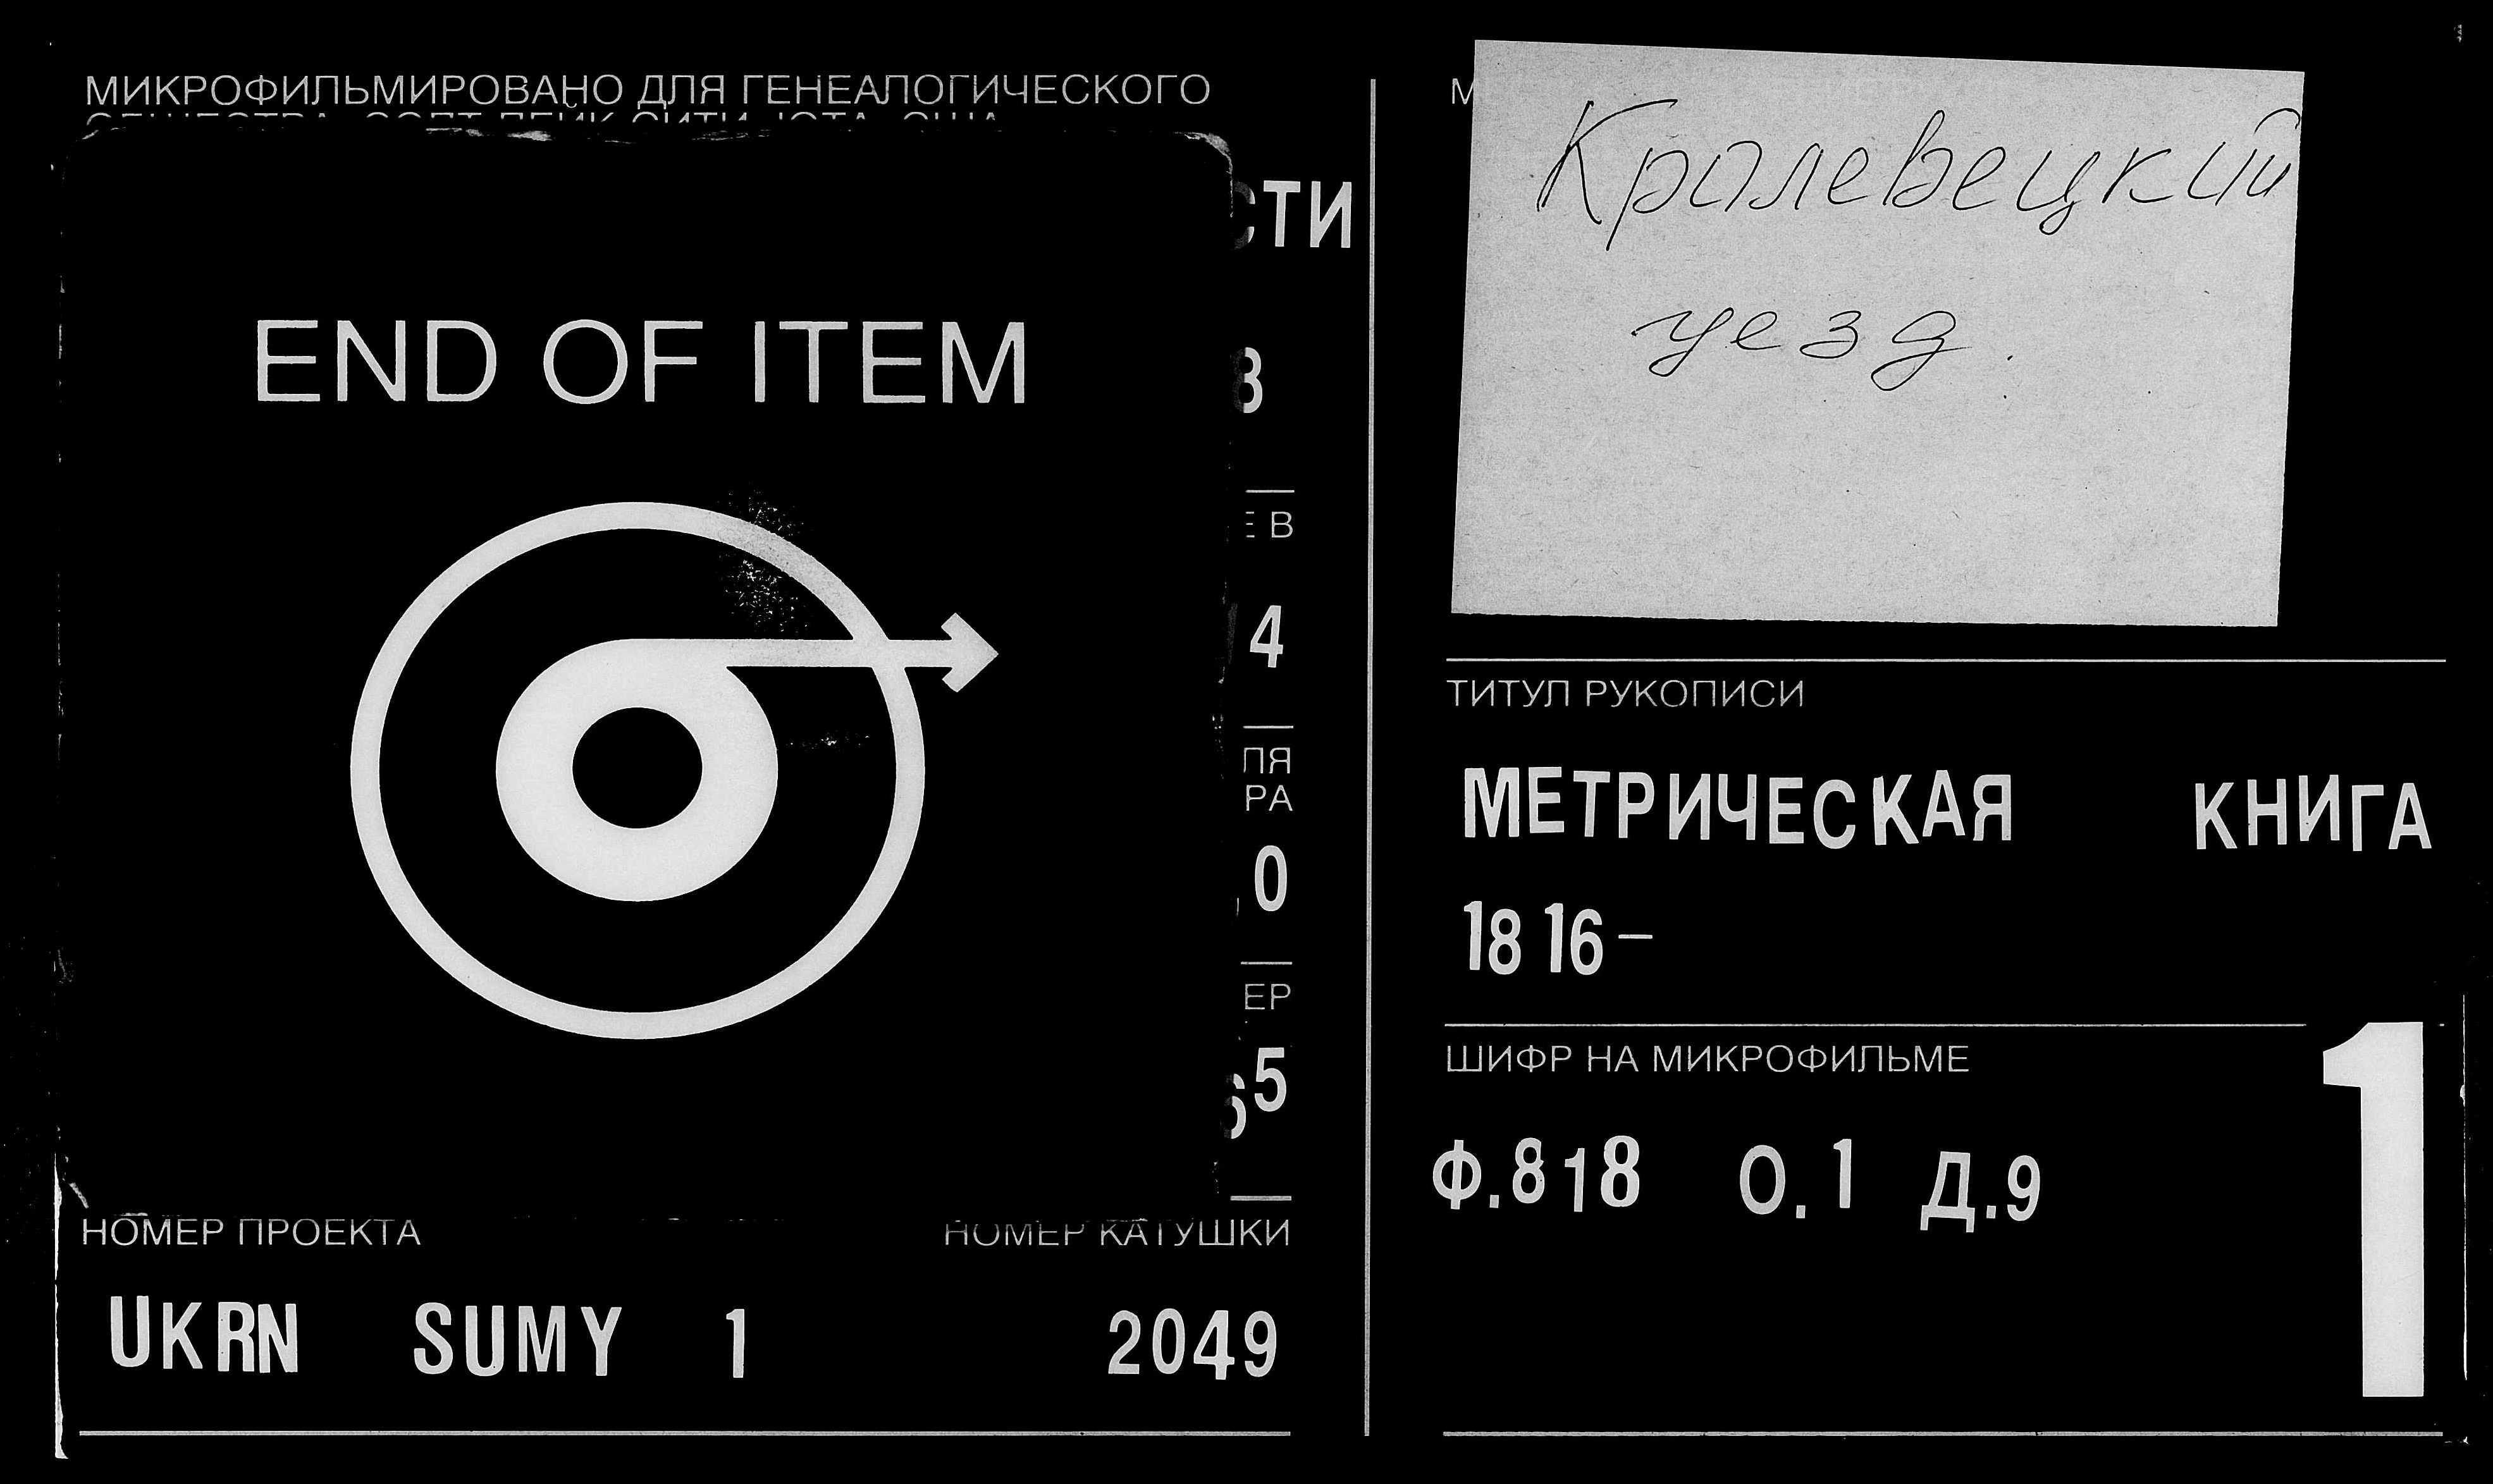 МИКРОФИЛЬМИРОВАНО ДЛЯ ГЕНЕАЛОГИЧЕСКОГО
END OF ITEM
НОМЕР ПРОЕКТА
НОМЕР КАТУШКИ
UKRN SUMY 1
2049
Кролевецкий
уезд.
ТИТУЛ РУКОПИСИ
МЕТРИЧЕСКАЯ КНИГА
1816-
ШИФР НА МИКРОФИЛЬМЕ
Ф.818 О.1 Д.9
1